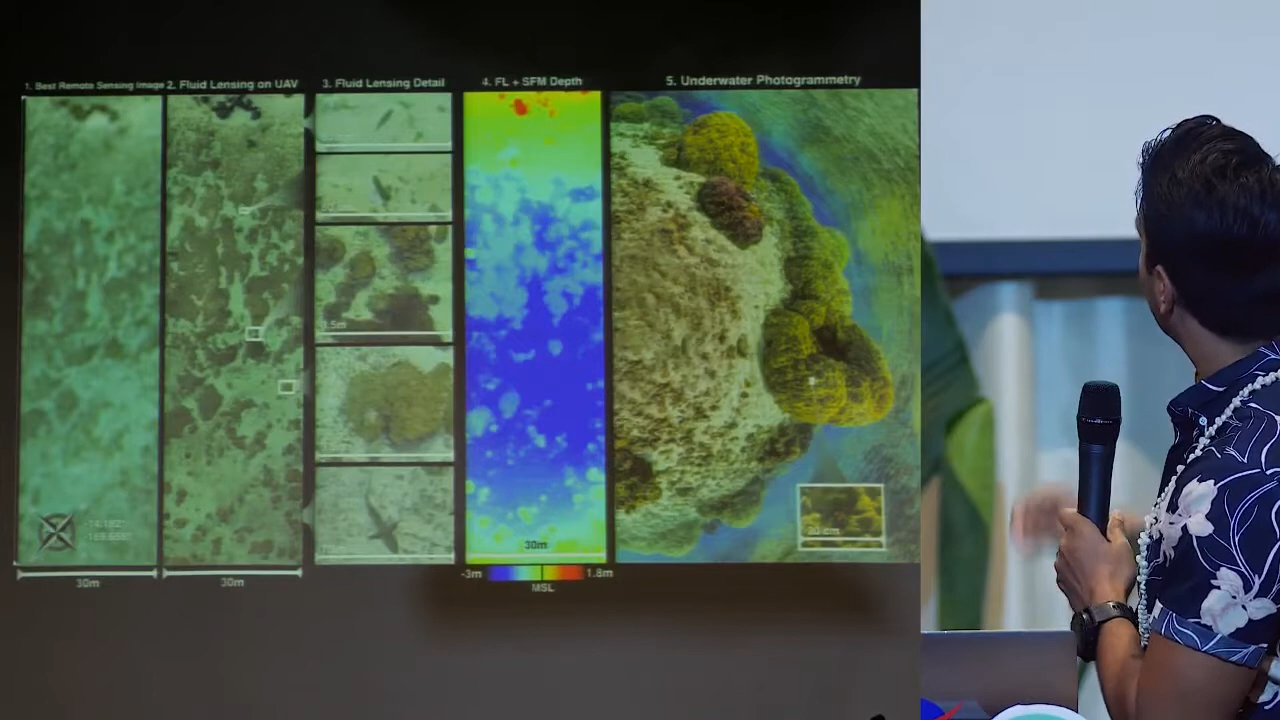 1. Best Remote Sensing Image
2. Fluid Lensing on UAV
3. Fluid Lensing Detail
4. FL + SFM Depth
5. Underwater Photogrammetry
30m
30m
30m
-3m
1.8m
MSL